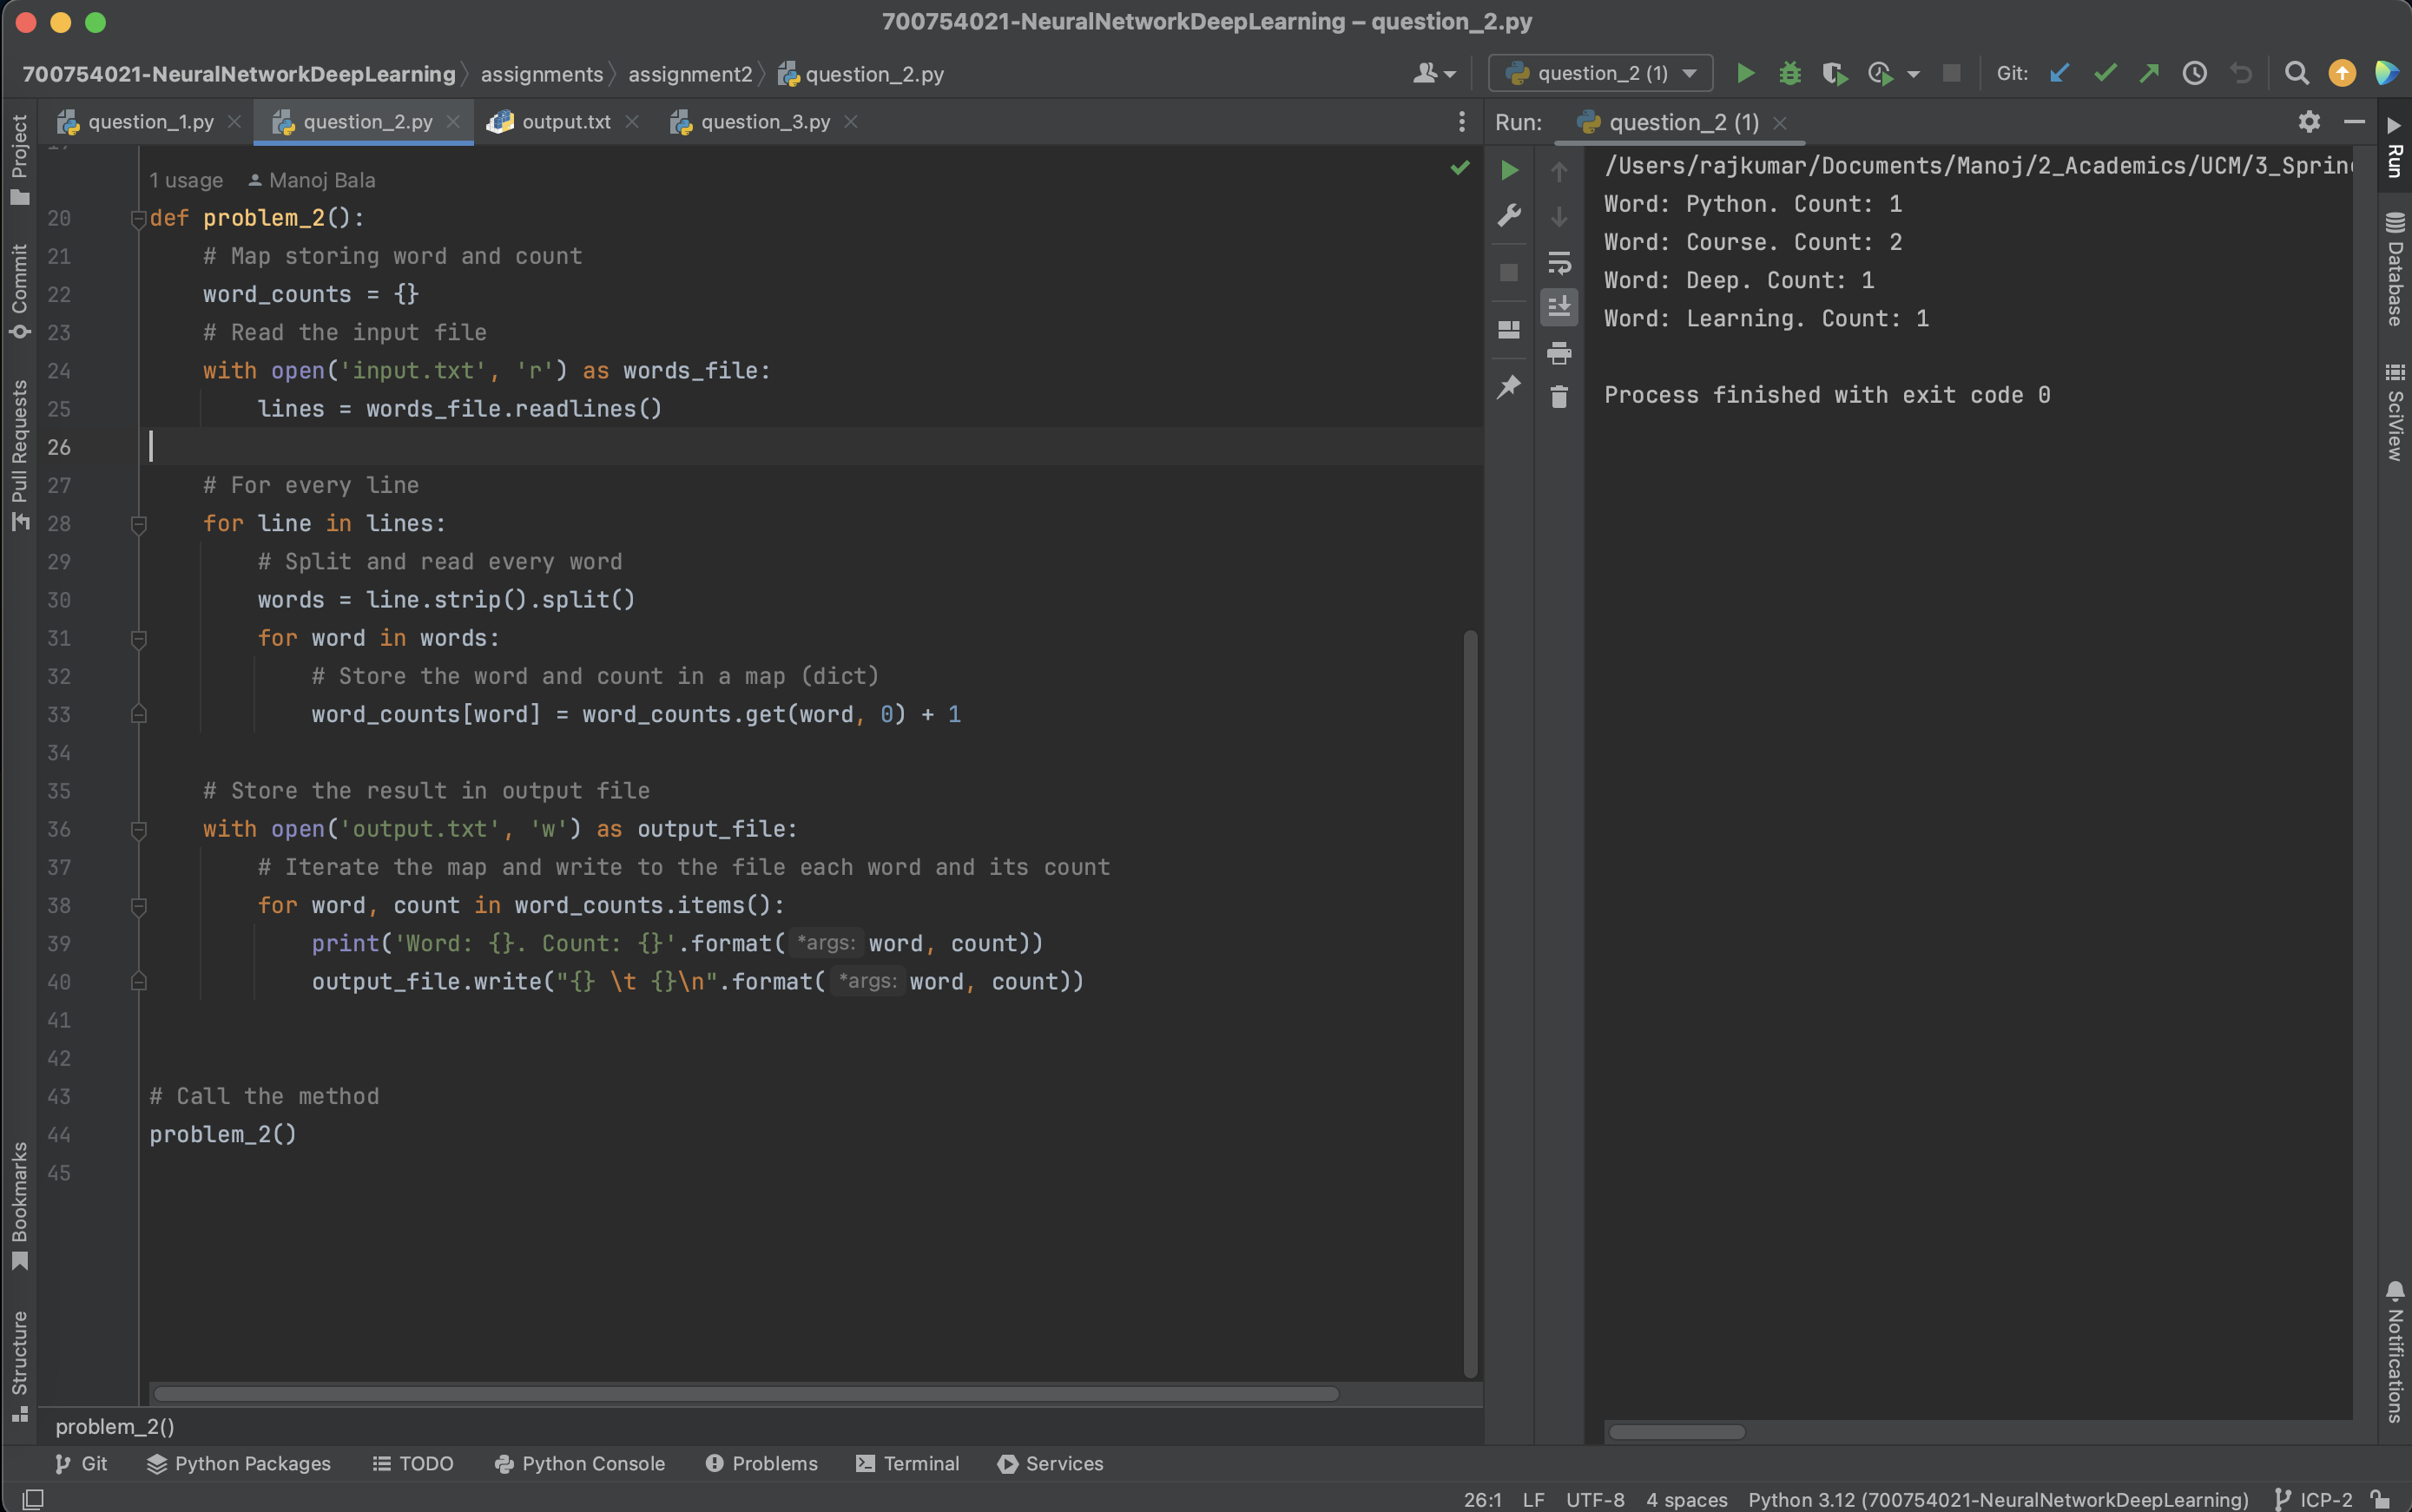 700754021-NeuralNetworkDeepLearning – question_2.py
700754021-NeuralNetworkDeepLearning assignments assignment2 question_2.py
question_2 (1) Git:
question_1.py question_2.py output.txt question_3.py
Run: question_2 (1)
Project
Commit
Pull Requests
Bookmarks
Structure
1 usage Manoj Bala
20 def problem_2():
21 # Map storing word and count
22 word_counts = {}
23 # Read the input file
24 with open('input.txt', 'r') as words_file:
25 lines = words_file.readlines()
26
27 # For every line
28 for line in lines:
29 # Split and read every word
30 words = line.strip().split()
31 for word in words:
32 # Store the word and count in a map (dict)
33 word_counts[word] = word_counts.get(word, 0) + 1
34
35 # Store the result in output file
36 with open('output.txt', 'w') as output_file:
37 # Iterate the map and write to the file each word and its count
38 for word, count in word_counts.items():
39 print('Word: {}. Count: {}'.format( *args: word, count))
40 output_file.write("{} \t {}\n".format( *args: word, count))
41
42
43 # Call the method
44 problem_2()
45
problem_2()
/Users/rajkumar/Documents/Manoj/2_Academics/UCM/3_Sprin
Word: Python. Count: 1
Word: Course. Count: 2
Word: Deep. Count: 1
Word: Learning. Count: 1
Process finished with exit code 0
Run
Database
SciView
Notifications
Git Python Packages TODO Python Console Problems Terminal Services
26:1 LF UTF-8 4 spaces Python 3.12 (700754021-NeuralNetworkDeepLearning) ICP-2